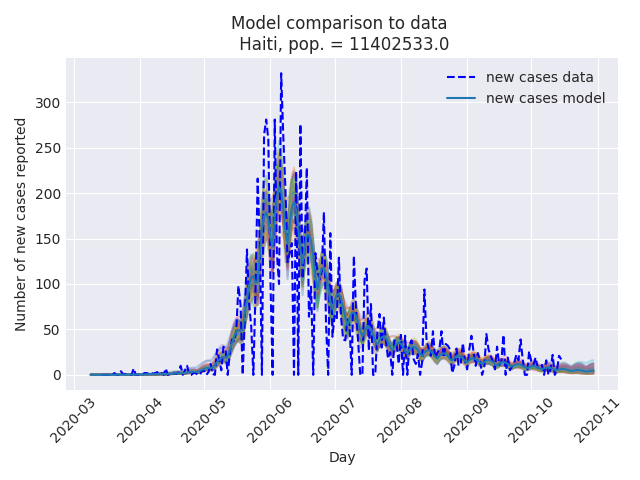 Model comparison to data
Haiti, pop. = 11402533.0
new cases data
new cases model
Number of new cases reported
300
250
200
150
100
50
0
2020-03
2020-04
2020-05
2020-06
2020-07
2020-08
2020-09
2020-10
2020-11
Day